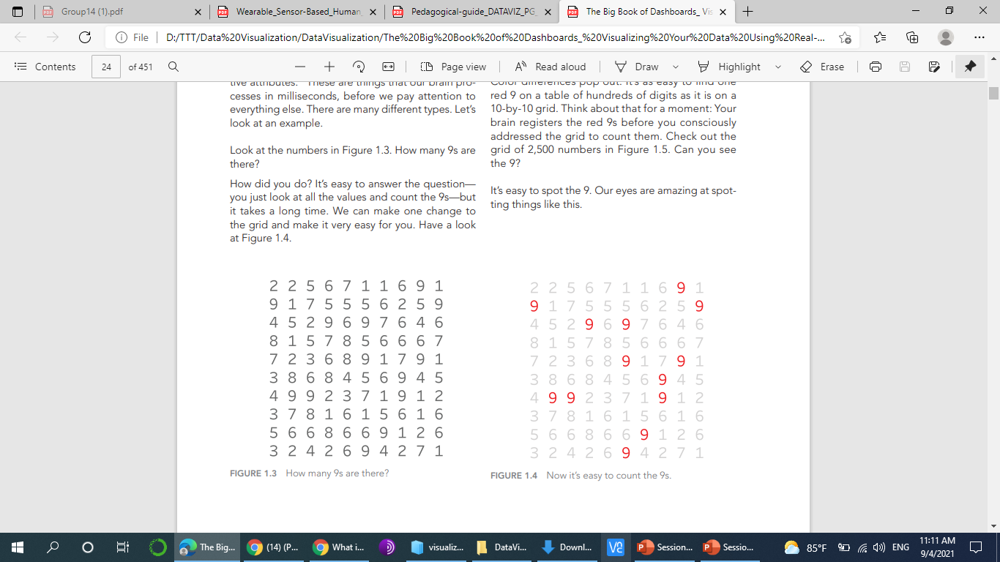 Group14 (1).pdf
Wearable_Sensor-Based_Human_
Pedagogical-guide_DATAVIZ_PG_
The Big Book of Dashboards_ Vis
File
D:/TTT/Data%20Visualization/DataVisualization/The%20Big%20Book%20of%20Dashboards_%20Visualizing%20Your%20Data%20Using%20Real-...
Contents
24
of 451
Page view
Read aloud
Draw
Highlight
Erase
tive attributes." These are things that our brain pro-
cesses in milliseconds, before we pay attention to
everything else. There are many different types. Let's
look at an example.
Look at the numbers in Figure 1.3. How many 9s are
there?
How did you do? It's easy to answer the question—
you just look at all the values and count the 9s—but
it takes a long time. We can make one change to
the grid and make it very easy for you. Have a look
at Figure 1.4.
Color differences pop out. It's as easy to find one
red 9 on a table of hundreds of digits as it is on a
10-by-10 grid. Think about that for a moment: Your
brain registers the red 9s before you consciously
addressed the grid to count them. Check out the
grid of 2,500 numbers in Figure 1.5. Can you see
the 9?
It's easy to spot the 9. Our eyes are amazing at spot-
ting things like this.
2 2 5 6 7 1 1 6 9 1
9 1 7 5 5 5 6 2 5 9
4 5 2 9 6 9 7 6 4 6
8 1 5 7 8 5 6 6 6 7
7 2 3 6 8 9 1 7 9 1
3 8 6 8 4 5 6 9 4 5
4 9 9 2 3 7 1 9 1 2
3 7 8 1 6 1 5 6 1 6
5 6 6 8 6 6 9 1 2 6
3 2 4 2 6 9 4 2 7 1
FIGURE 1.3 How many 9s are there?
2 2 5 6 7 1 1 6 9 1
9 1 7 5 5 5 6 2 5 9
4 5 2 9 6 9 7 6 4 6
8 1 5 7 8 5 6 6 6 7
7 2 3 6 8 9 1 7 9 1
3 8 6 8 4 5 6 9 4 5
4 9 9 2 3 7 1 9 1 2
3 7 8 1 6 1 5 6 1 6
5 6 6 8 6 6 9 1 2 6
3 2 4 2 6 9 4 2 7 1
FIGURE 1.4 Now it's easy to count the 9s.
The Big...
(14) (P...
What i...
visualiz...
DataVi...
Downl...
Session...
Sessio...
85°F
ENG
11:11 AM
9/4/2021